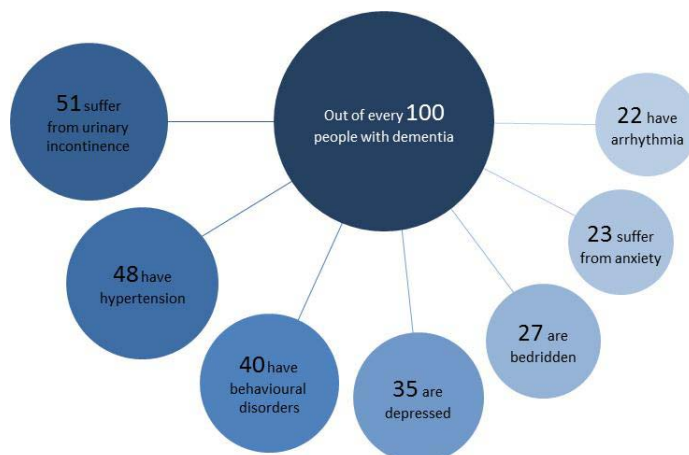 Out of every 100
people with dementia
51 suffer
from urinary
incontinence
48 have
hypertension
40 have
behavioural
disorders
35 are
depressed
27 are
bedridden
23 suffer
from anxiety
22 have
arrhythmia